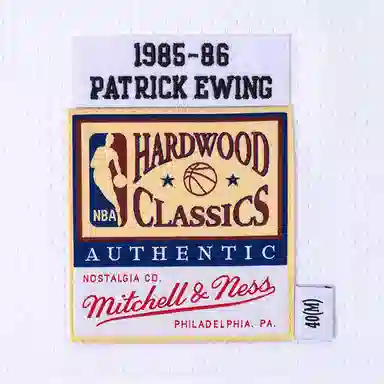 1985-86
PATRICK EWING
HARDWOOD
NBA
CLASSICS
AUTHENTIC
NOSTALGIA CO.
Mitchell & Ness
PHILADELPHIA, PA.
40(M)